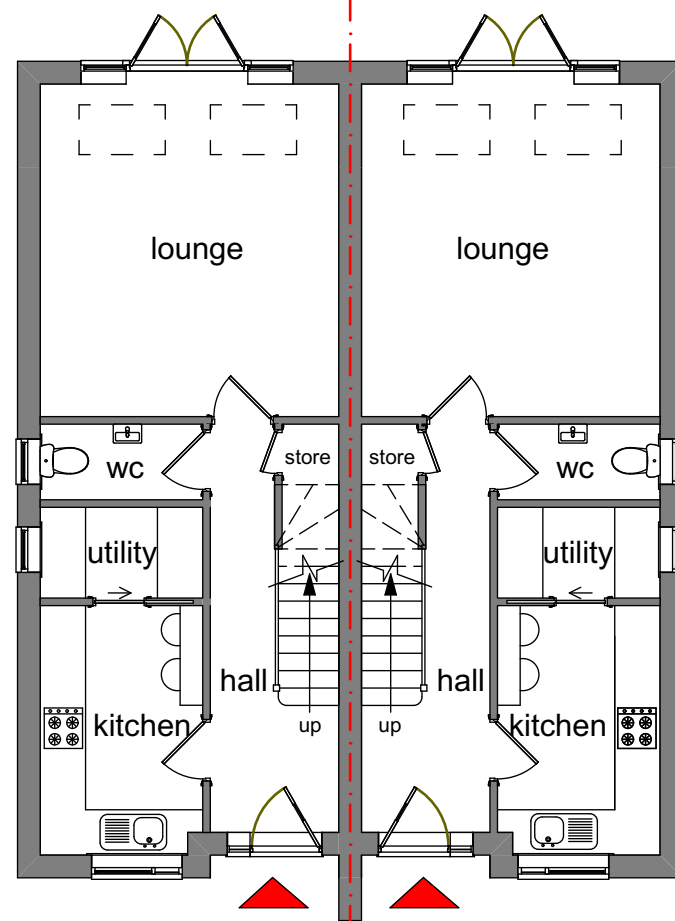 lounge lounge
store store
wc wc
utility utility
hall hall
kitchen kitchen
up up